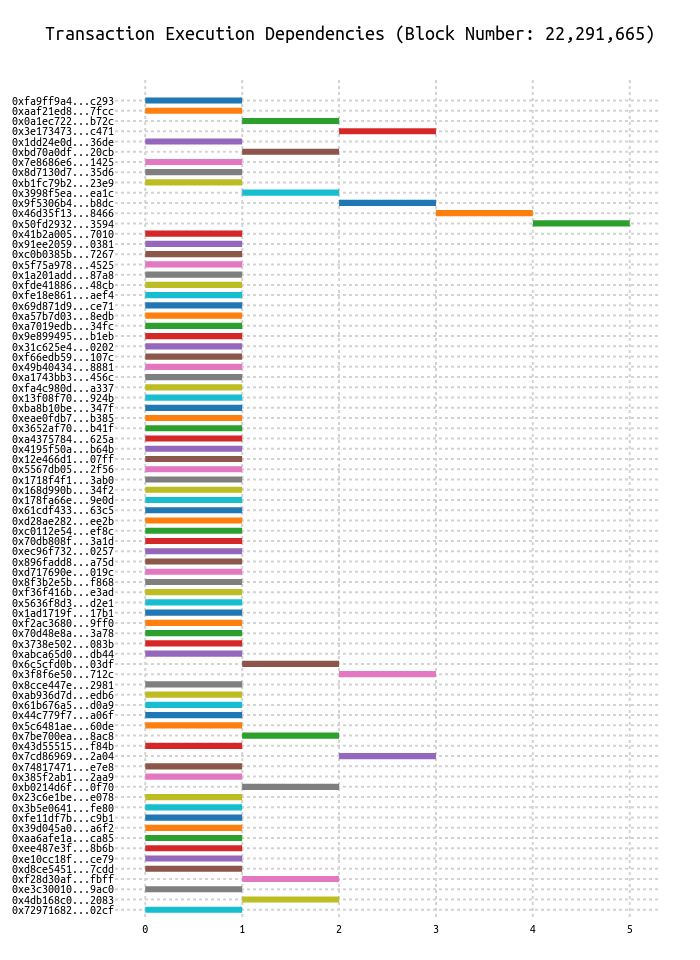 Transaction Execution Dependencies (Block Number: 22,291,665)
0xfa9ff9a4...c293
0xaaf21ed8...7fcc
0x0a1ec722...b72c
0x3e173473...c471
0x1dd24e0d...36de
0xbd70a0df...20cb
0x7e8686e6...1425
0x8d7130d7...35d6
0xb1fc79b2...23e9
0x3998f5ea...ea1c
0x9f5306b4...b8dc
0x46d35f13...8466
0x50fd2932...3594
0x41b2a005...7010
0x91ee2059...0381
0xc0b0385b...7267
0x5f75a978...4525
0x1a201add...87a8
0xfde41886...48cb
0xfe18e861...aef4
0x69d871d9...ce71
0xa57b7d03...8edb
0xa7019edb...34fc
0x9e899495...b1eb
0x31c625e4...0202
0xf66edb59...107c
0x49b40434...8881
0xa1743bb3...456c
0xfa4c980d...a337
0x13f08f70...924b
0xba8b10be...347f
0xeae0fdb7...b385
0x3652af70...b41f
0xa4375784...625a
0x4195f50a...b64b
0x12e466d1...07ff
0x5567db05...2f56
0x1718f4f1...3ab0
0x168d990b...34f2
0x178fa66e...9e0d
0x61cdf433...63c5
0xd28ae282...ee2b
0xc0112e54...ef8c
0x70db808f...3a1d
0xec96f732...0257
0x896fadd8...a75d
0xd717690e...019c
0x8f3b2e5b...f868
0xf36f416b...e3ad
0x5636f8d3...d2e1
0x1ad1719f...17b1
0xf2ac3680...9ff0
0x70d48e8a...3a78
0x3738e502...083b
0xabca65d0...db44
0x6c5cfd0b...03df
0x3f8f6e50...712c
0x8cce447e...2981
0xab936d7d...edb6
0x61b676a5...d0a9
0x44c779f7...a06f
0x5c6481ae...60de
0x7be700ea...8ac8
0x43d55515...f84b
0x7cd86969...2a04
0x74817471...e7e8
0x385f2ab1...2aa9
0xb0214d6f...0f70
0x23c6e1be...e078
0x3b5e0641...fe80
0xfe11df7b...c9b1
0x39d045a0...a6f2
0xaa6afe1a...ca85
0xee487e3f...8b6b
0xe10cc18f...ce79
0xd8ce5451...7cdd
0xf28d30af...fbff
0xe3c30010...9ac0
0x4db168c0...2083
0x72971682...02cf
0 1 2 3 4 5